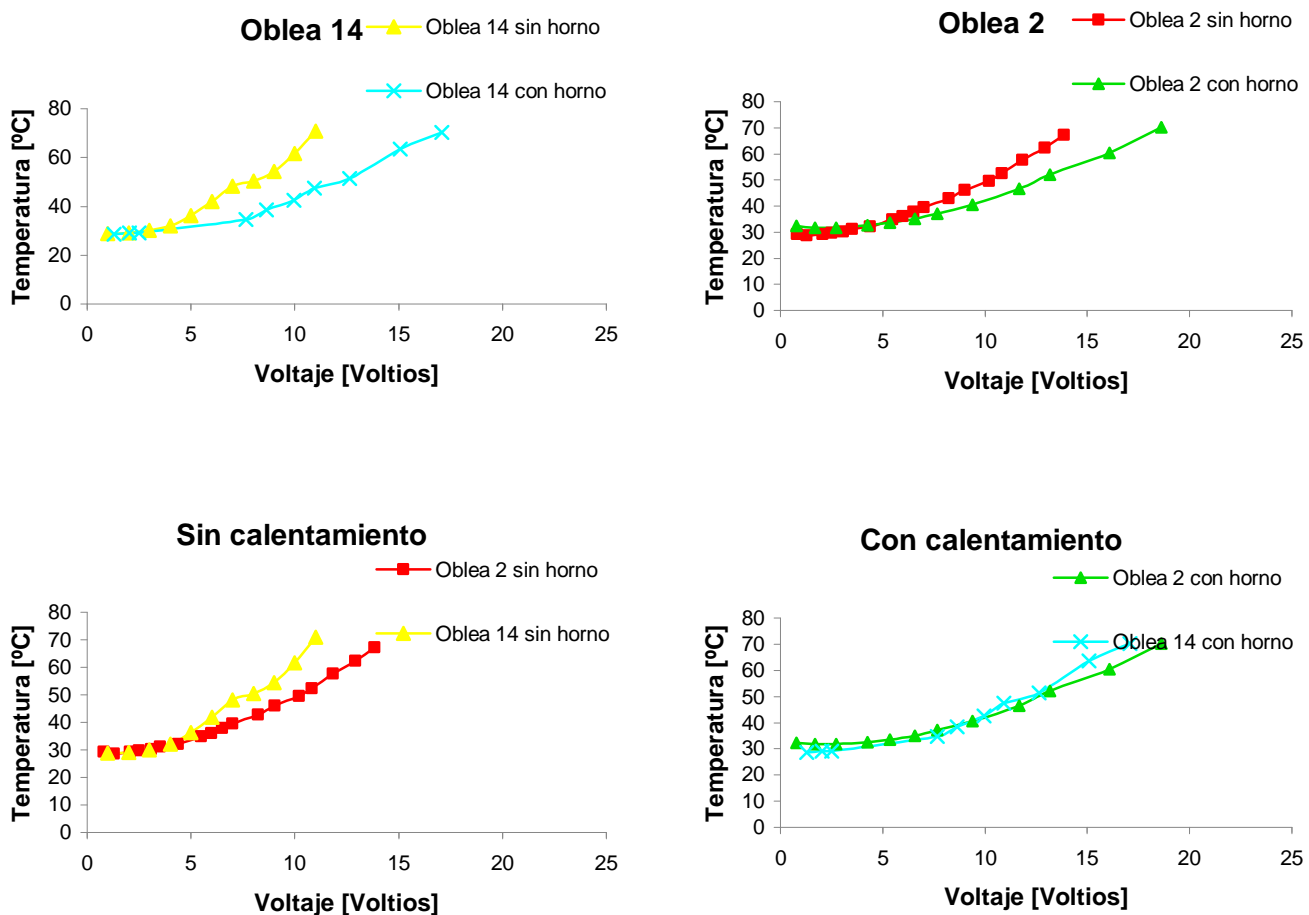 Oblea 14
Oblea 14 sin horno
Oblea 14 con horno
Temperatura [ºC]
80
60
40
20
0
0 5 10 15 20 25
Voltaje [Voltios]
Oblea 2
Oblea 2 sin horno
Oblea 2 con horno
Temperatura [ºC]
80
70
60
50
40
30
20
10
0
0 5 10 15 20 25
Voltaje [Voltios]
Sin calentamiento
Oblea 2 sin horno
Oblea 14 sin horno
Temperatura [ºC]
80
70
60
50
40
30
20
10
0
0 5 10 15 20 25
Voltaje [Voltios]
Con calentamiento
Oblea 2 con horno
Oblea 14 con horno
Temperatura [ºC]
80
70
60
50
40
30
20
10
0
0 5 10 15 20 25
Voltaje [Voltios]